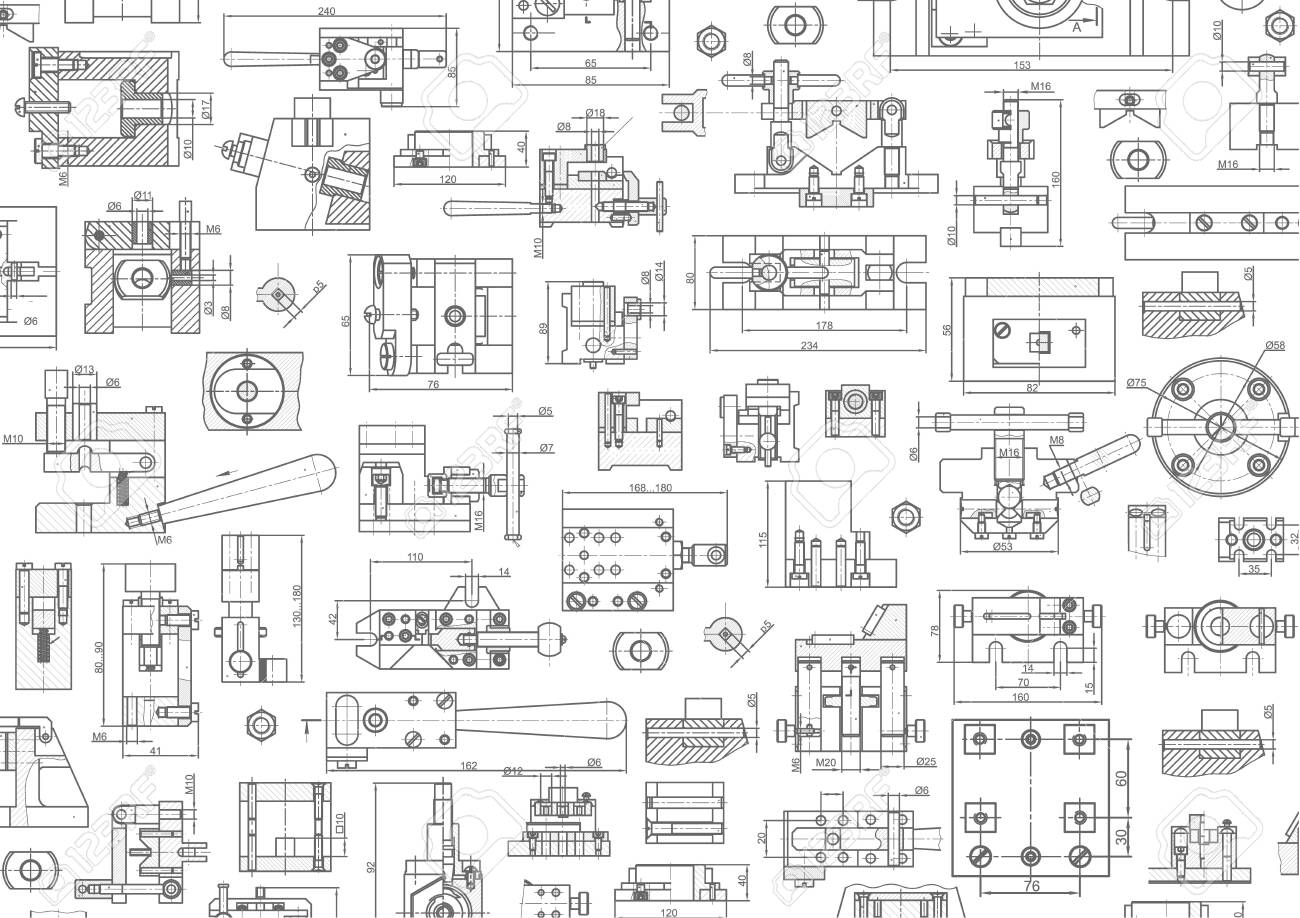 240
85
65
85
A
153
Ø10
M16
Ø17
Ø10
M6
Ø8
Ø18
Ø8
40
120
M10
M16
160
Ø10
Ø11
Ø6
M6
Ø3
Ø8
Ø6
65
76
89
Ø8
Ø14
80
178
234
56
82
Ø5
Ø58
Ø75
Ø13
Ø6
M10
M6
Ø5
Ø7
M16
168...180
115
Ø6
M16
M8
Ø53
32
35
110
14
42
130...180
80...90
M6
41
78
14
70
15
160
162
Ø5
M6
M20
Ø25
Ø6
20
60
30
76
Ø5
M10
□10
92
Ø12
Ø6
40
120
123RF